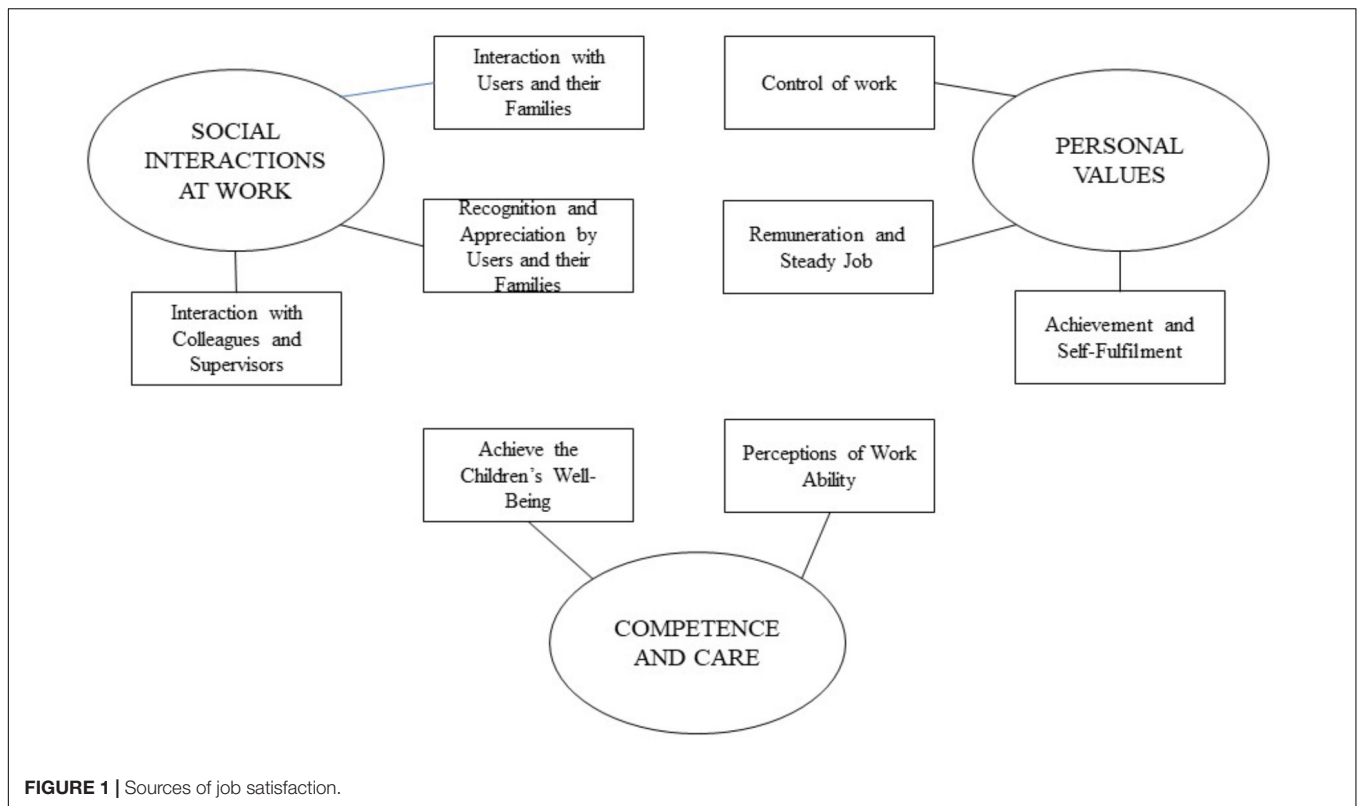 SOCIAL
INTERACTIONS
AT WORK
Interaction with
Users and their
Families
Recognition and
Appreciation by
Users and their
Families
Interaction with
Colleagues and
Supervisors
Control of work
PERSONAL
VALUES
Remuneration and
Steady Job
Achievement and
Self-Fulfilment
Achieve the
Children's Well-
Being
Perceptions of Work
Ability
COMPETENCE
AND CARE
FIGURE 1 | Sources of job satisfaction.